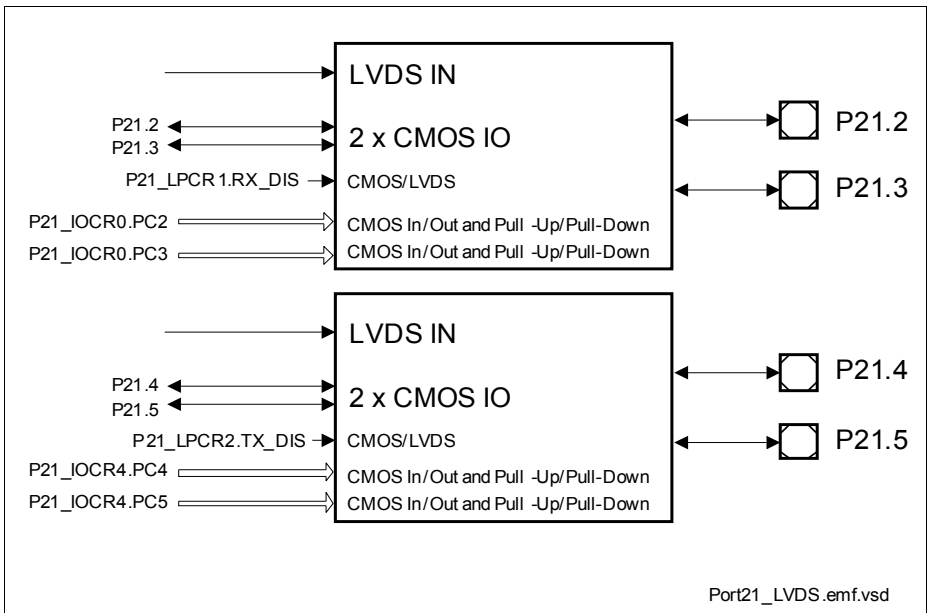 LVDS IN
P21.2
P21.3
2 x CMOS IO
P21.2
P21_LPCR1.RX_DIS
CMOS/LVDS
P21.3
P21_IOCR0.PC2
CMOS In/Out and Pull -Up/Pull-Down
P21_IOCR0.PC3
CMOS In/Out and Pull -Up/Pull-Down
LVDS IN
P21.4
P21.5
2 x CMOS IO
P21.4
P21_LPCR2.TX_DIS
CMOS/LVDS
P21.5
P21_IOCR4.PC4
CMOS In/Out and Pull -Up/Pull-Down
P21_IOCR4.PC5
CMOS In/Out and Pull -Up/Pull-Down
Port21_LVDS.emf.vsd